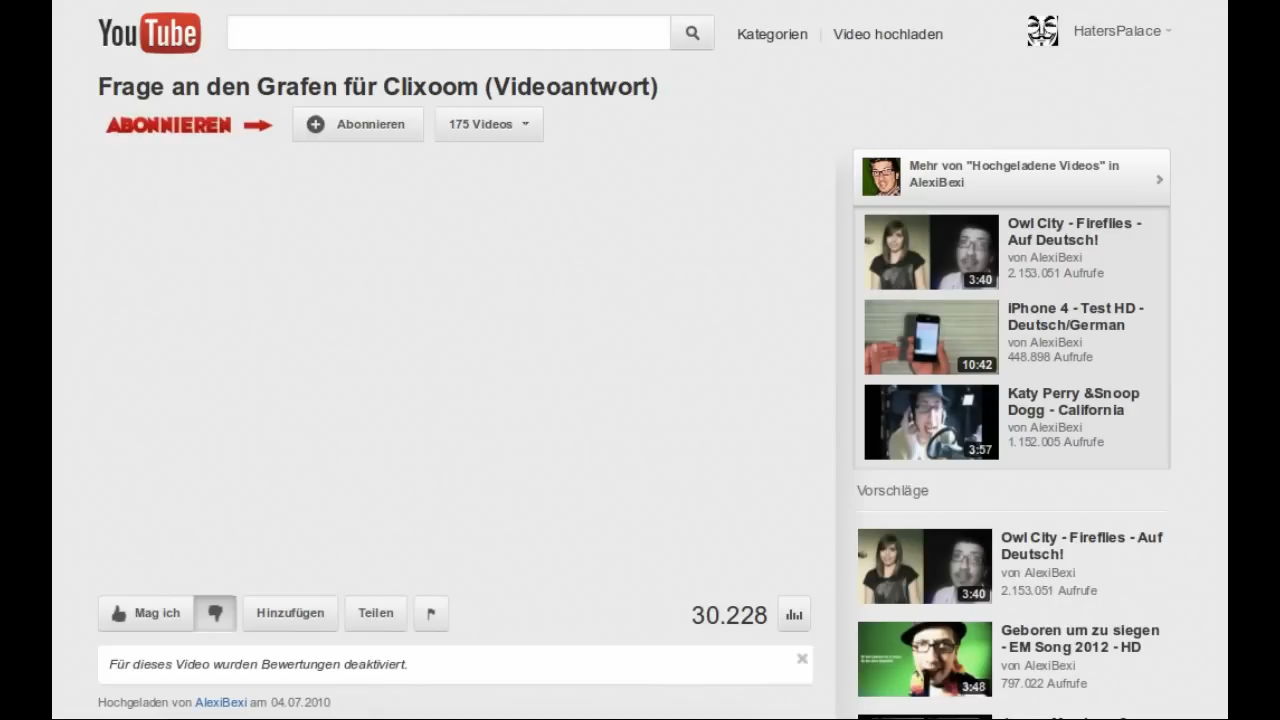 YouTube
Kategorien
Video hochladen
HatersPalace
Frage an den Grafen für Clixoom (Videoantwort)
ABONNIEREN
Abonnieren
175 Videos
Mehr von "Hochgeladene Videos" in
AlexiBexi
Owl City - Fireflies -
Auf Deutsch!
von AlexiBexi
2.153.051 Aufrufe
3:40
iPhone 4 - Test HD -
Deutsch/German
von AlexiBexi
448.898 Aufrufe
10:42
Katy Perry &Snoop
Dogg - California
von AlexiBexi
1.152.005 Aufrufe
3:57
Vorschläge
Owl City - Fireflies - Auf
Deutsch!
von AlexiBexi
2.153.051 Aufrufe
3:40
Geboren um zu siegen
- EM Song 2012 - HD
von AlexiBexi
797.022 Aufrufe
3:48
Mag ich
Hinzufügen
Teilen
30.228
Für dieses Video wurden Bewertungen deaktiviert.
Hochgeladen von AlexiBexi am 04.07.2010